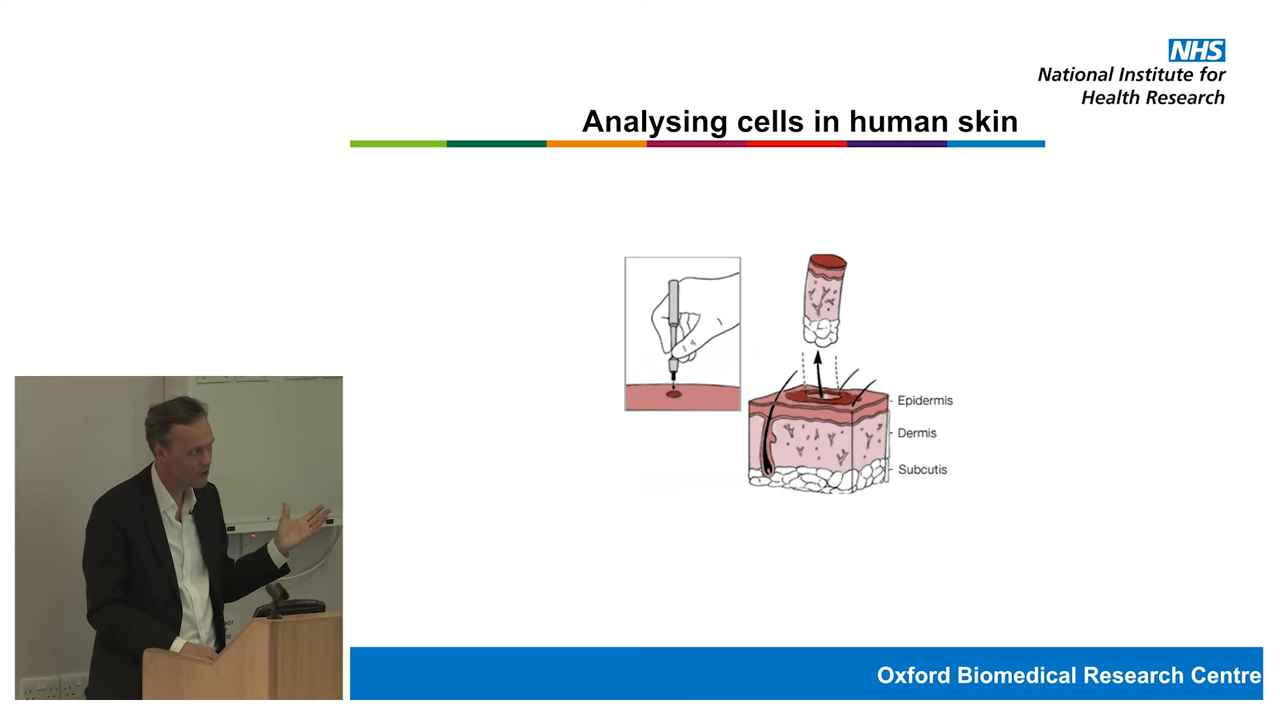 NHS
National Institute for
Health Research
Analysing cells in human skin
Epidermis
Dermis
Subcutis
Oxford Biomedical Research Centre